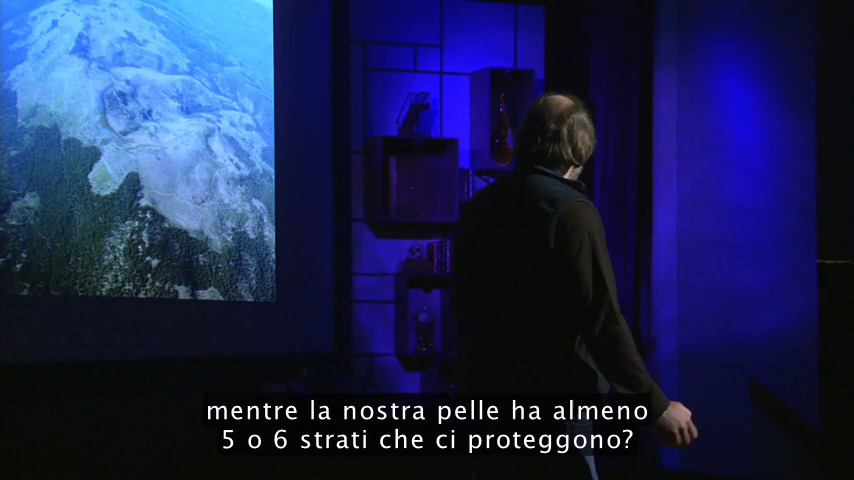 mentre la nostra pelle ha almeno
5 o 6 strati che ci proteggono?